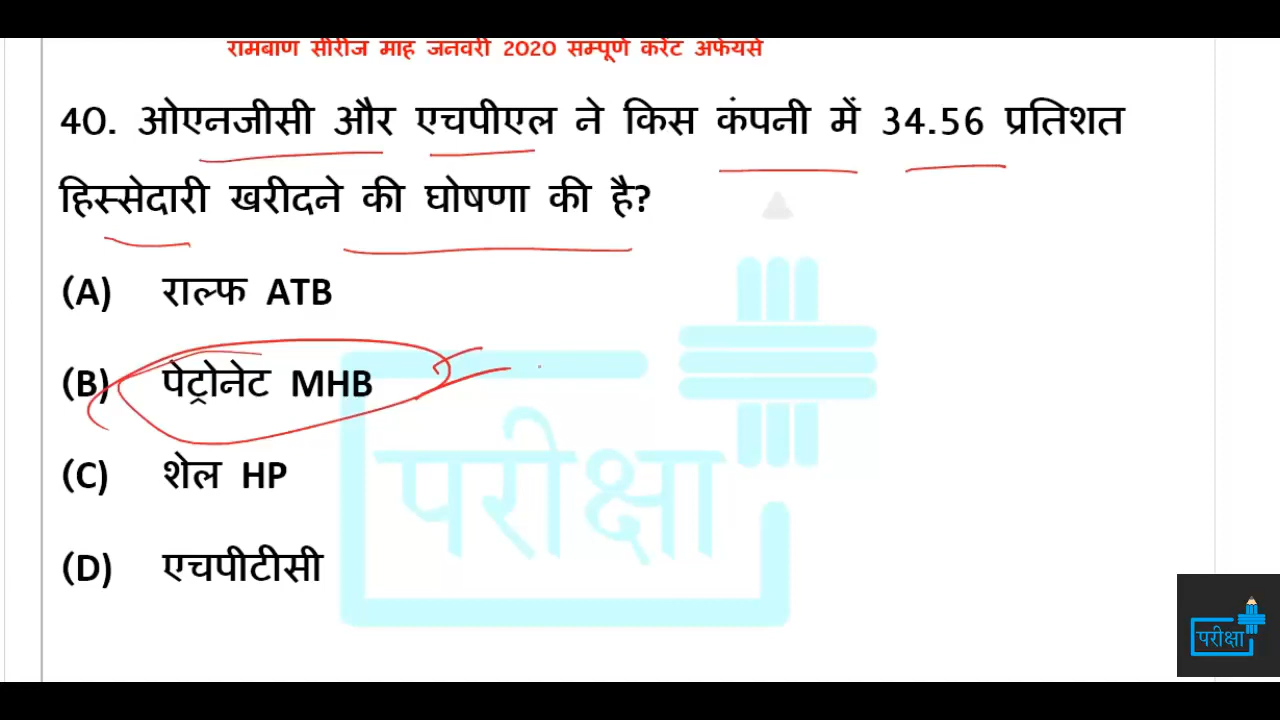 रामबाण सीरीज माह जनवरी 2020 सम्पूर्ण करेंट अफेयर्स
40. ओएनजीसी और एचपीएल ने किस कंपनी में 34.56 प्रतिशत
हिस्सेदारी खरीदने की घोषणा की है?
(A) राल्फ ATB
(B) पेट्रोनेट MHB
(C) शेल HP
(D) एचपीटीसी
परीक्षा
परीक्षा